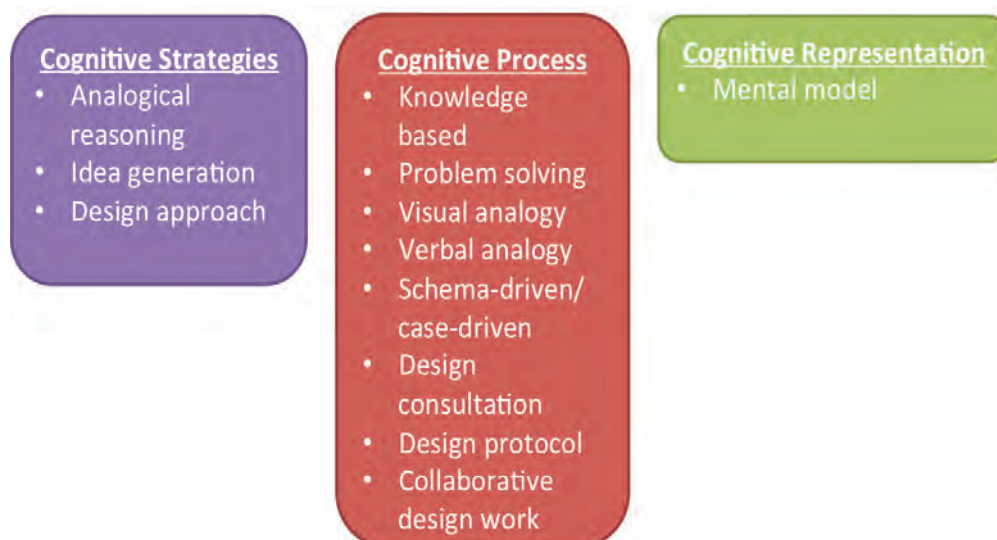 Cognitive Strategies
• Analogical
reasoning
• Idea generation
• Design approach
Cognitive Process
• Knowledge
based
• Problem solving
• Visual analogy
• Verbal analogy
• Schema-driven/
case-driven
• Design
consultation
• Design protocol
• Collaborative
design work
Cognitive Representation
• Mental model